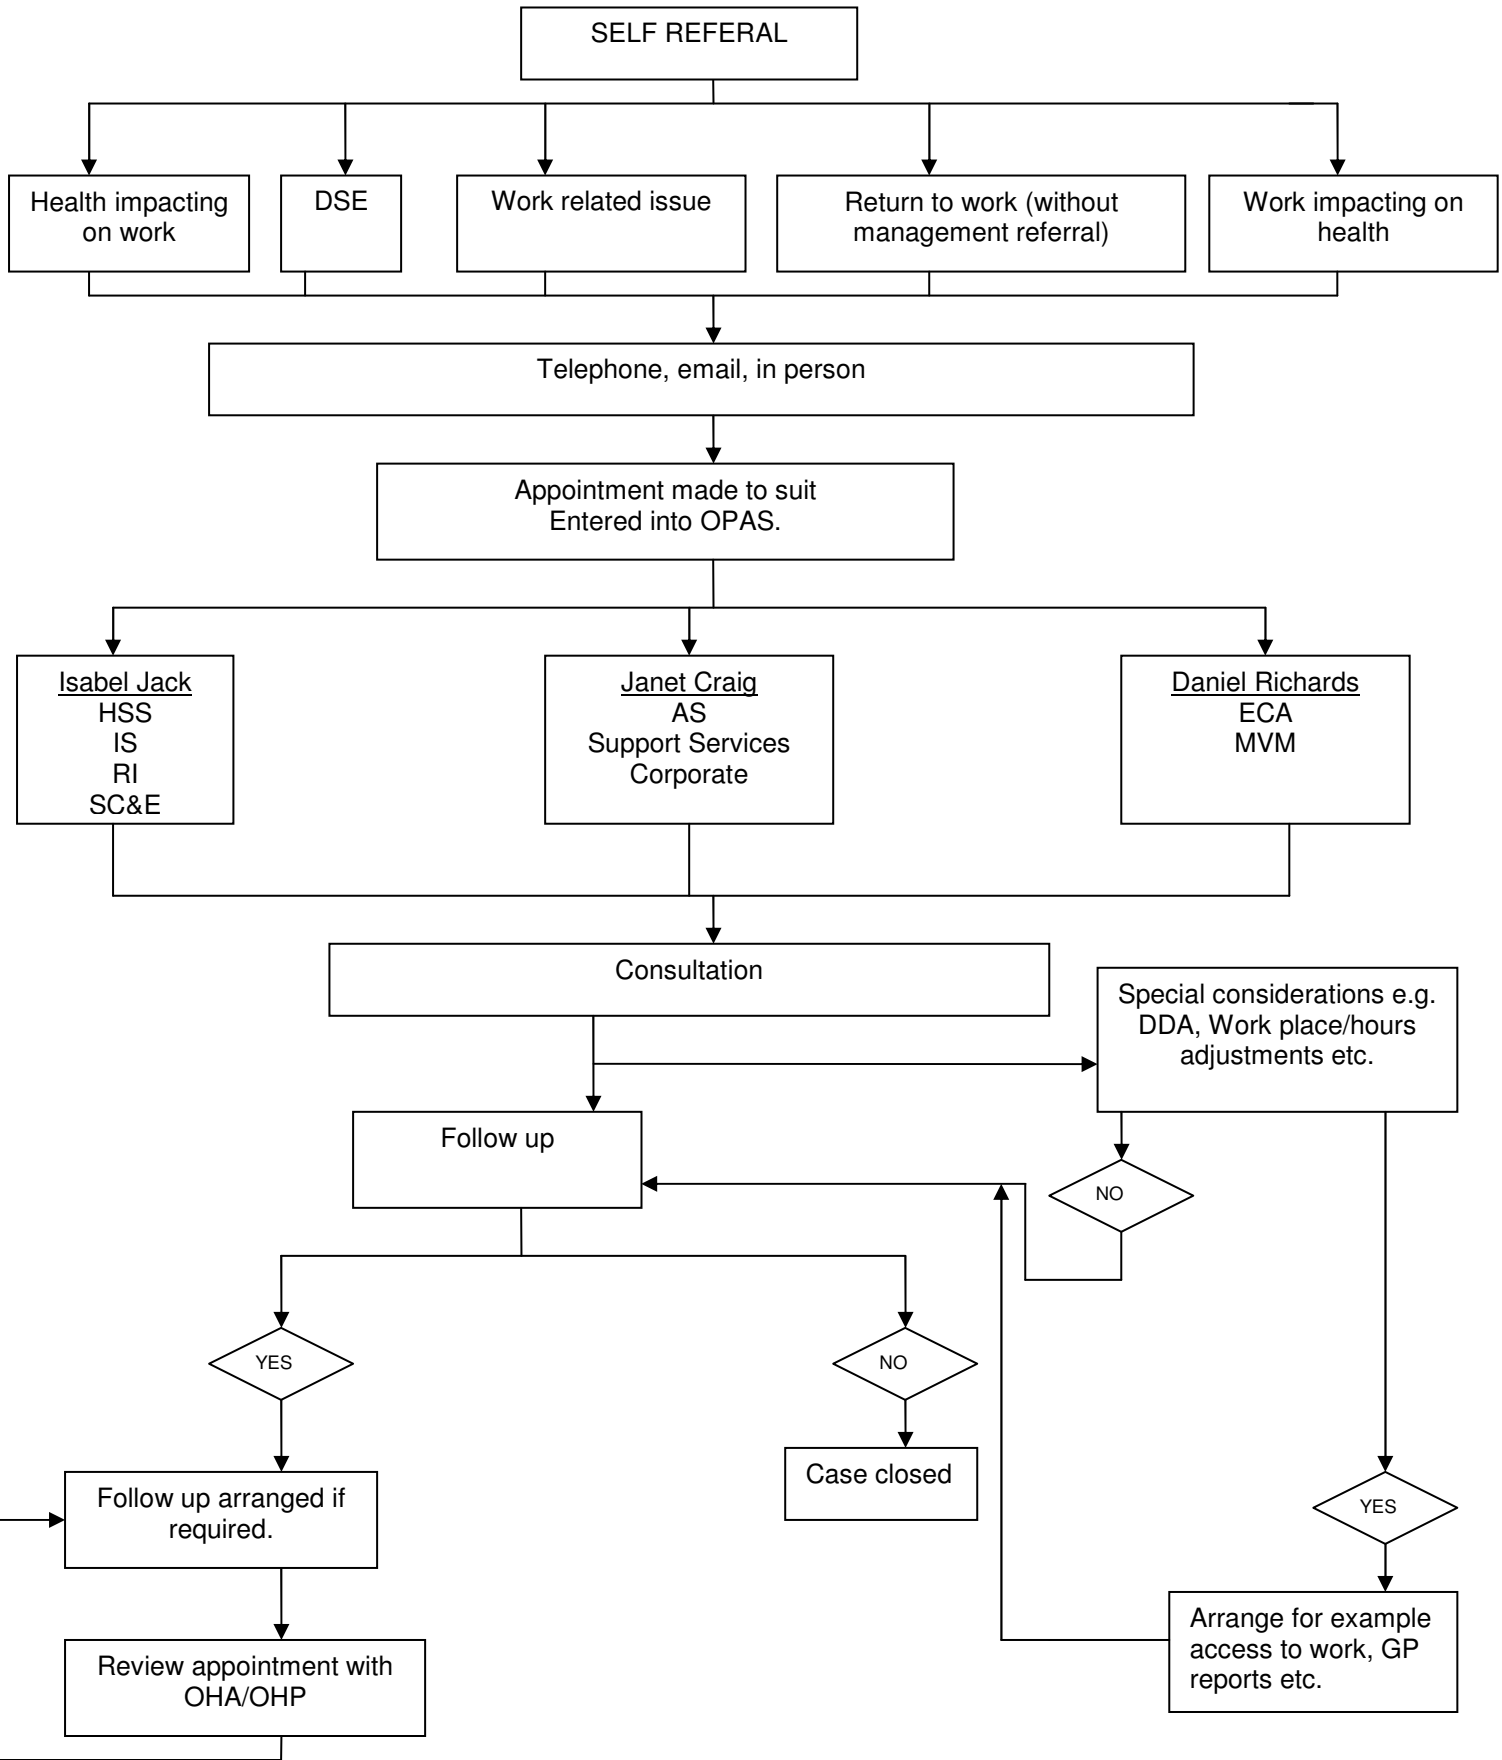 SELF REFERAL
Health impacting
on work
DSE
Work related issue
Return to work (without
management referral)
Work impacting on
health
Telephone, email, in person
Appointment made to suit
Entered into OPAS.
Isabel Jack
HSS
IS
RI
SC&E
Janet Craig
AS
Support Services
Corporate
Daniel Richards
ECA
MVM
Consultation
Special considerations e.g.
DDA, Work place/hours
adjustments etc.
Follow up
NO
YES
NO
Case closed
Follow up arranged if
required.
YES
Arrange for example
access to work, GP
reports etc.
Review appointment with
OHA/OHP